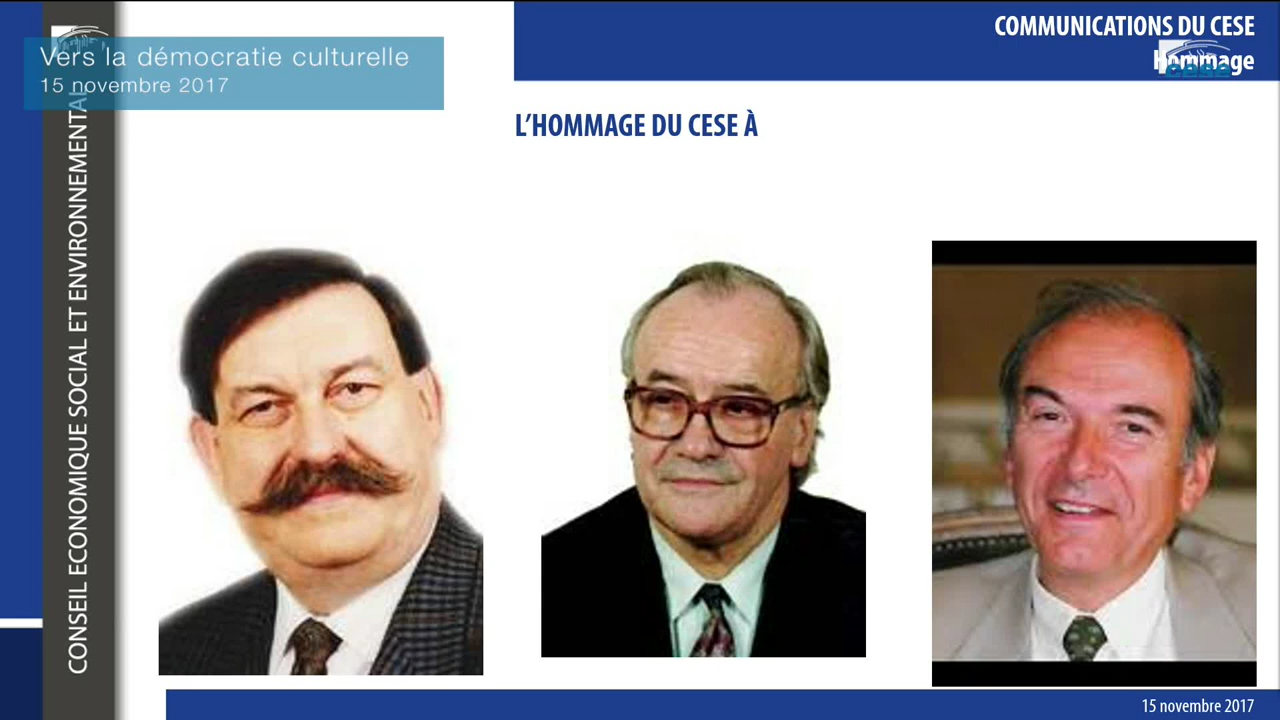 COMMUNICATIONS DU CESE
Hommage
cese
Vers la démocratie culturelle
15 novembre 2017
L'HOMMAGE DU CESE À
CONSEIL ECONOMIQUE SOCIAL ET ENVIRONNEMENTAL
15 novembre 2017